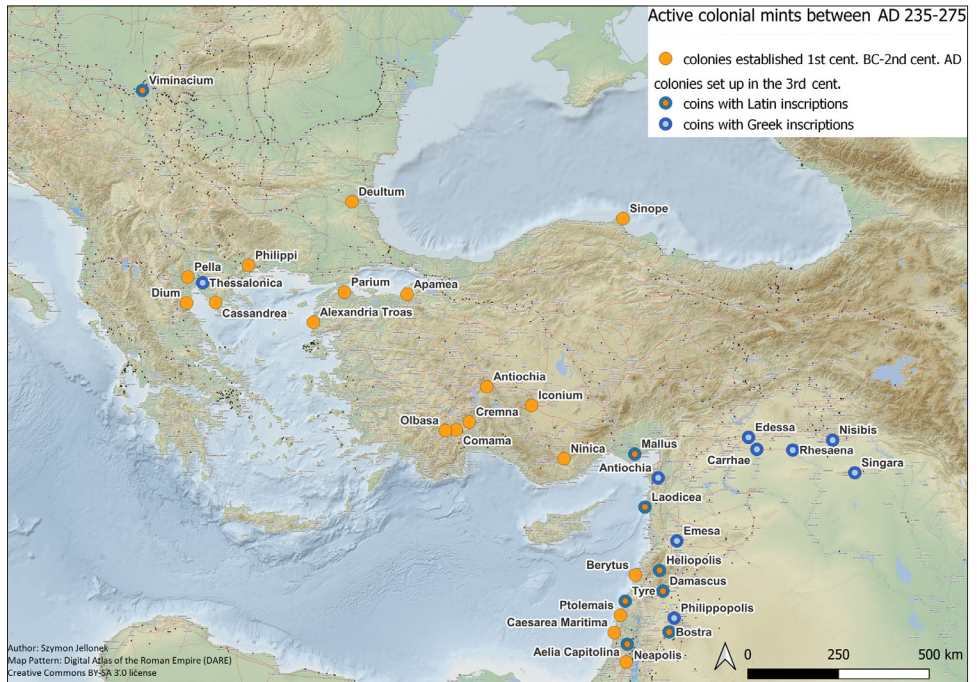 Active colonial mints between AD 235-275
colonies established 1st cent. BC-2nd cent. AD
colonies set up in the 3rd cent.
coins with Latin inscriptions
coins with Greek inscriptions
Viminacium
Deultum
Sinope
Philippi
Pella
Thessalonica
Dium
Cassandrea
Parium
Apamea
Alexandria Troas
Antiochia
Iconium
Cremna
Olbasa
Comama
Ninica
Mallus
Antiochia
Edessa
Nisibis
Carrhae
Rhesaena
Singara
Laodicea
Emesa
Heliopolis
Berytus
Damascus
Tyre
Ptolemais
Philippopolis
Caesarea Maritima
Bostra
Aelia Capitolina
Neapolis
Author: Szymon Jellonek
Map Pattern: Digital Atlas of the Roman Empire (DARE)
Creative Commons BY-SA 3.0 license
0 250 500 km